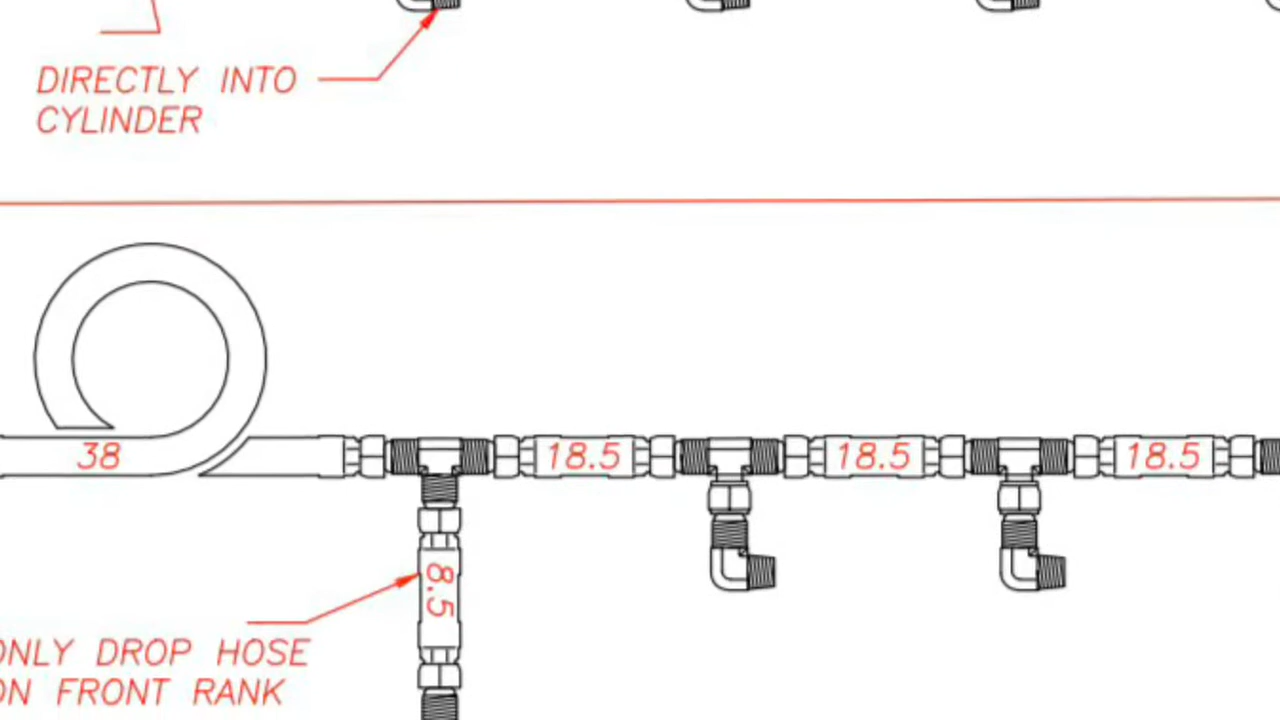 DIRECTLY INTO
CYLINDER
38
18.5
18.5
18.5
8.5
ONLY DROP HOSE
ON FRONT RANK